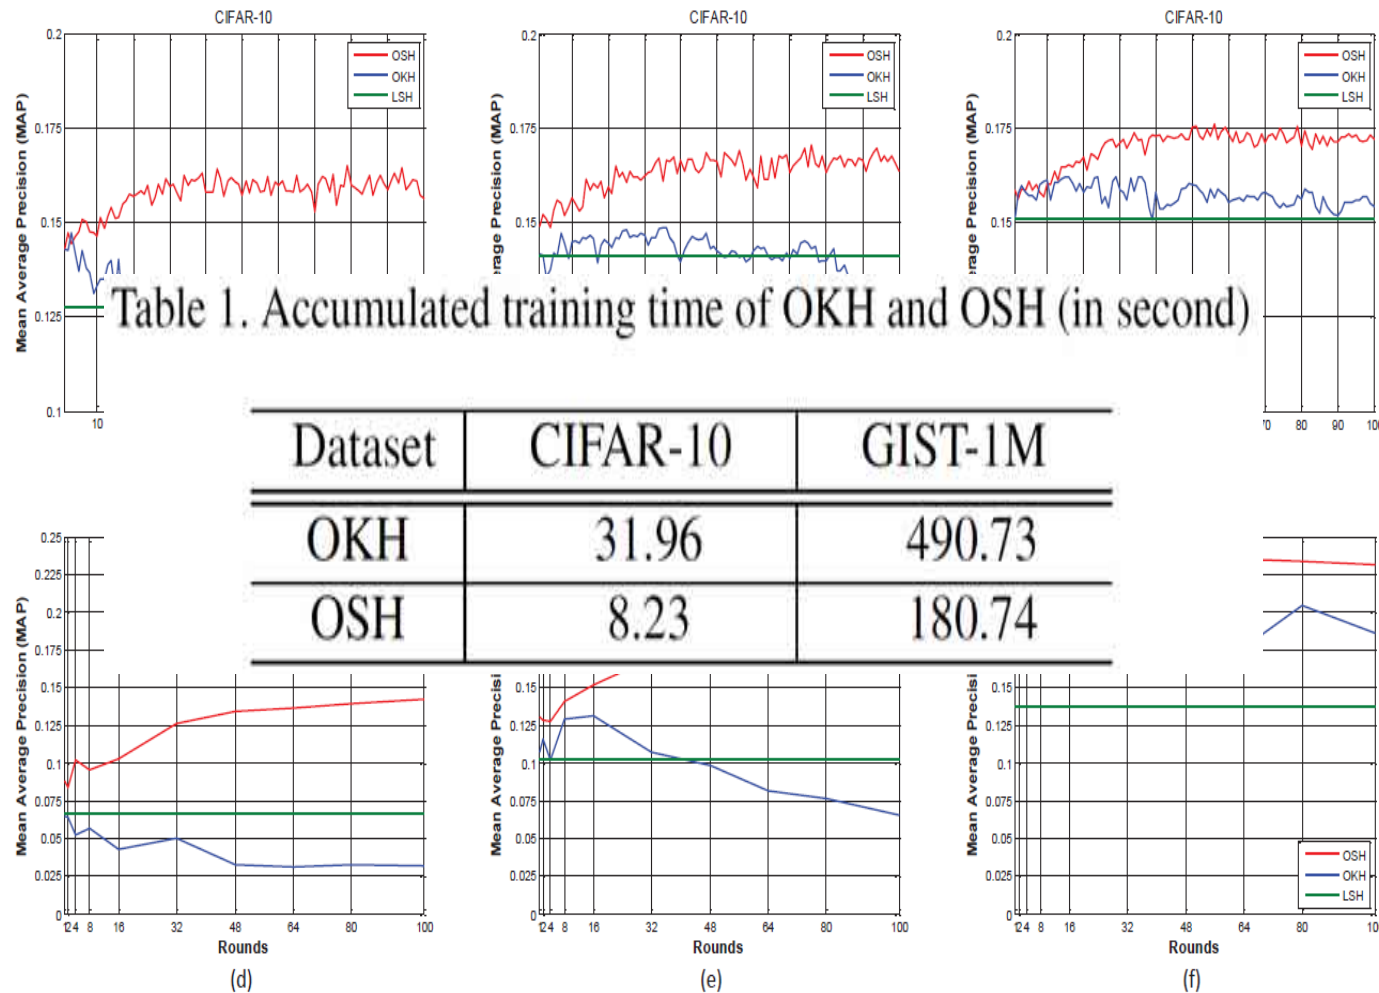 CIFAR-10 CIFAR-10 CIFAR-10
0.2 0.2 0.2
OSH OSH OSH
OKH OKH OKH
LSH LSH LSH
0.175 0.175 0.175
Mean Average Precision (MAP)
0.15 0.15 0.15
0.125
0.1
10
70 80 90
Table 1. Accumulated training time of OKH and OSH (in second)
Dataset CIFAR-10 GIST-1M
OKH 31.96 490.73
OSH 8.23 180.74
0.25
0.225
0.2
0.175
Mean Average Precision (MAP)
0.15 0.15 0.15
0.125 0.125 0.125
0.1 0.1 0.1
0.075 0.075 0.075
0.05 0.05 0.05
0.025 0.025 0.025
0 0 0
OSH
OKH
LSH
2 4 8 16 32 48 64 80 100
2 4 8 16 32 48 64 80 100
2 4 8 16 32 48 64 80
Rounds Rounds Rounds
(d) (e) (f)